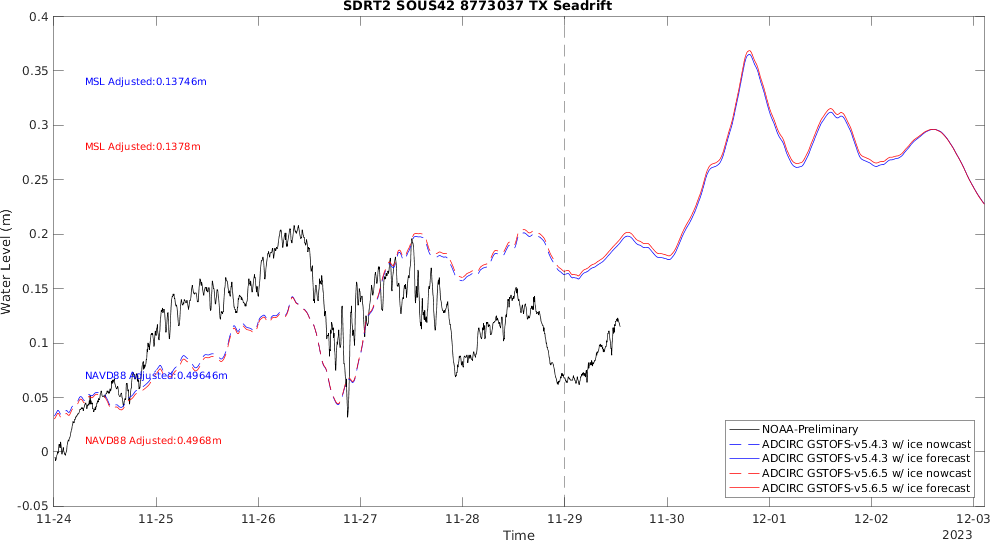 SDRT2 SOUS42 8773037 TX Seadrift
0.4
0.35
0.3
0.25
0.2
0.15
0.1
0.05
0
-0.05
Water Level (m)
MSL Adjusted:0.13746m
MSL Adjusted:0.1378m
NAVD88 Adjusted:0.49646m
NAVD88 Adjusted:0.4968m
NOAA-Preliminary
ADCIRC GSTOFS-v5.4.3 w/ ice nowcast
ADCIRC GSTOFS-v5.4.3 w/ ice forecast
ADCIRC GSTOFS-v5.6.5 w/ ice nowcast
ADCIRC GSTOFS-v5.6.5 w/ ice forecast
11-24 11-25 11-26 11-27 11-28 11-29 11-30 12-01 12-02 12-03
Time
2023